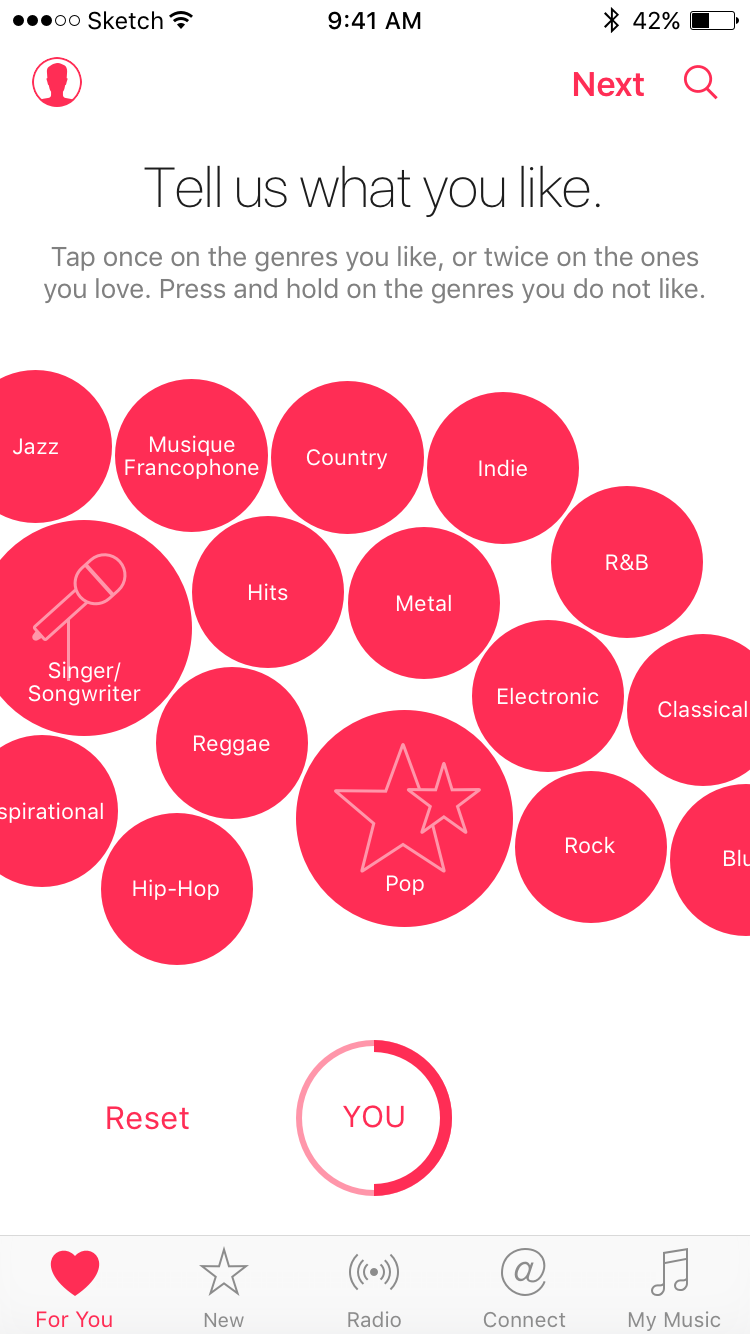 Sketch
9:41 AM
42%
Next
Tell us what you like.
Tap once on the genres you like, or twice on the ones
you love. Press and hold on the genres you do not like.
Jazz
Musique
Francophone
Country
Indie
R&B
Hits
Metal
Singer/
Songwriter
Electronic
Classical
Reggae
spirational
Rock
Blu
Pop
Hip-Hop
Reset
YOU
For You
New
Radio
Connect
My Music